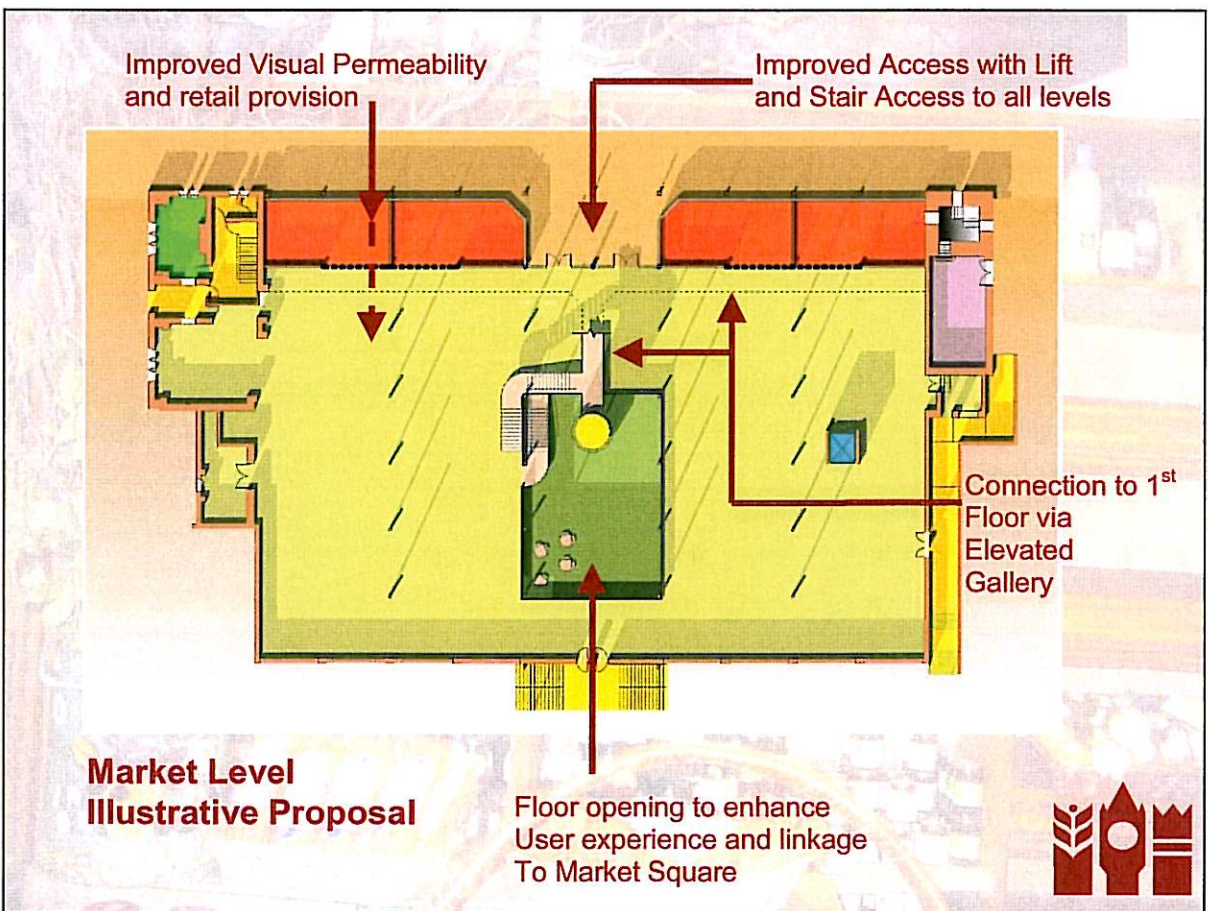 Improved Visual Permeability
and retail provision
Improved Access with Lift
and Stair Access to all levels
Connection to 1st
Floor via
Elevated
Gallery
Market Level
Illustrative Proposal
Floor opening to enhance
User experience and linkage
To Market Square